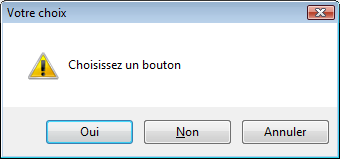 Votre choix
Choisissez un bouton
Oui
Non
Annuler